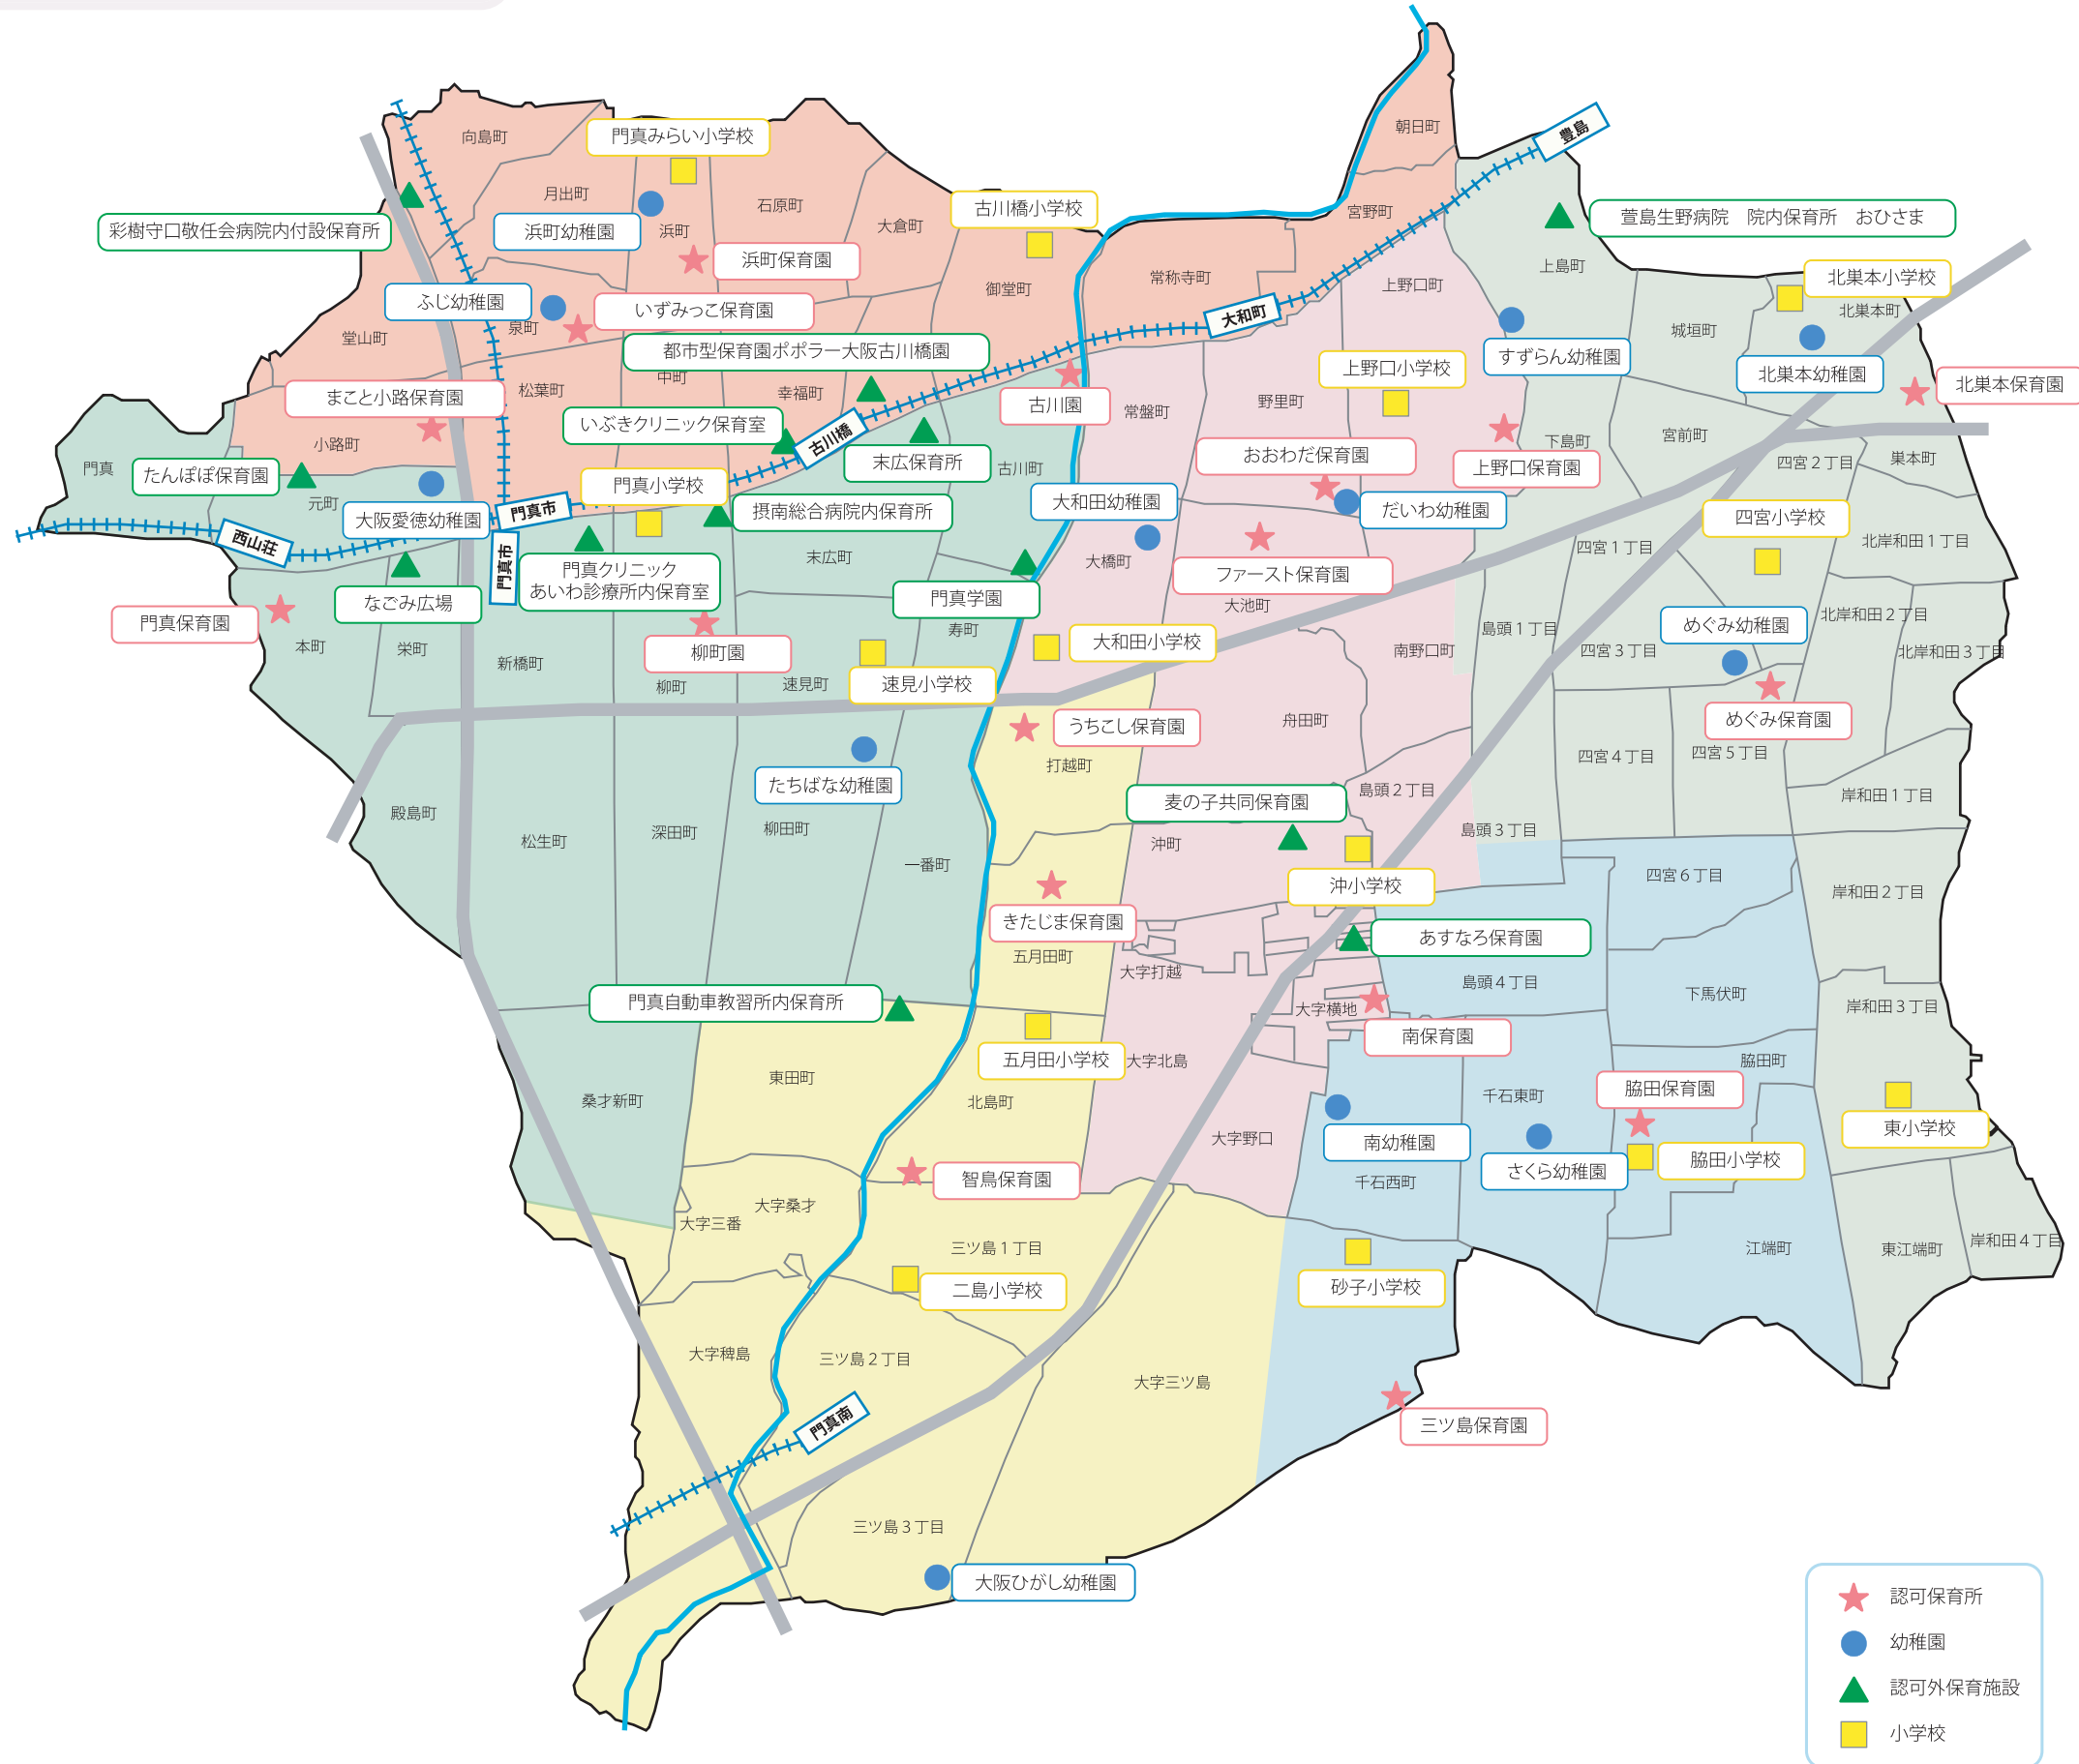 向島町
門真みらい小学校
朝日町
豊島
月出町
石原町
大倉町
古川橋小学校
宮野町
萱島生野病院　院内保育所　おひさま
彩樹守口敬任会病院内付設保育所
浜町幼稚園
浜町
浜町保育園
上島町
北巣本小学校
常称寺町
上野口町
御堂町
ふじ幼稚園
いずみっこ保育園
北巣本町
泉町
大和町
城垣町
堂山町
都市型保育園ポポラー大阪古川橋園
すずらん幼稚園
上野口小学校
北巣本幼稚園
中町
北巣本保育園
まこと小路保育園
松葉町
幸福町
古川園
常盤町
野里町
いぶきクリニック保育室
古川橋
小路町
下島町
宮前町
おおわだ保育園
上野口保育園
門真
たんぽぽ保育園
末広保育所
古川町
四宮２丁目
巣本町
門真小学校
元町
大和田幼稚園
だいわ幼稚園
大阪愛徳幼稚園
門真市
摂南総合病院内保育所
四宮小学校
西山荘
門真市
末広町
大橋町
四宮１丁目
北岸和田１丁目
門真クリニック
あいわ診療所内保育室
ファースト保育園
なごみ広場
門真学園
大池町
門真保育園
寿町
島頭１丁目
めぐみ幼稚園
北岸和田２丁目
本町
栄町
新橋町
柳町園
大和田小学校
南野口町
四宮３丁目
北岸和田３丁目
柳町
速見町
速見小学校
うちこし保育園
舟田町
めぐみ保育園
打越町
四宮４丁目
四宮５丁目
たちばな幼稚園
麦の子共同保育園
島頭２丁目
岸和田１丁目
殿島町
松生町
深田町
柳田町
島頭３丁目
沖町
一番町
沖小学校
四宮６丁目
岸和田２丁目
きたじま保育園
あすなろ保育園
五月田町
大字打越
島頭４丁目
下馬伏町
門真自動車教習所内保育所
大字横地
岸和田３丁目
南保育園
五月田小学校
大字北島
脇田町
東田町
脇田保育園
桑才新町
北島町
千石東町
大字野口
南幼稚園
東小学校
智鳥保育園
さくら幼稚園
脇田小学校
千石西町
大字桑才
大字三番
三ツ島１丁目
江端町
東江端町
岸和田４丁目
二島小学校
砂子小学校
大字稗島
三ツ島２丁目
大字三ツ島
門真南
三ツ島保育園
三ツ島３丁目
大阪ひがし幼稚園
認可保育所
幼稚園
認可外保育施設
小学校